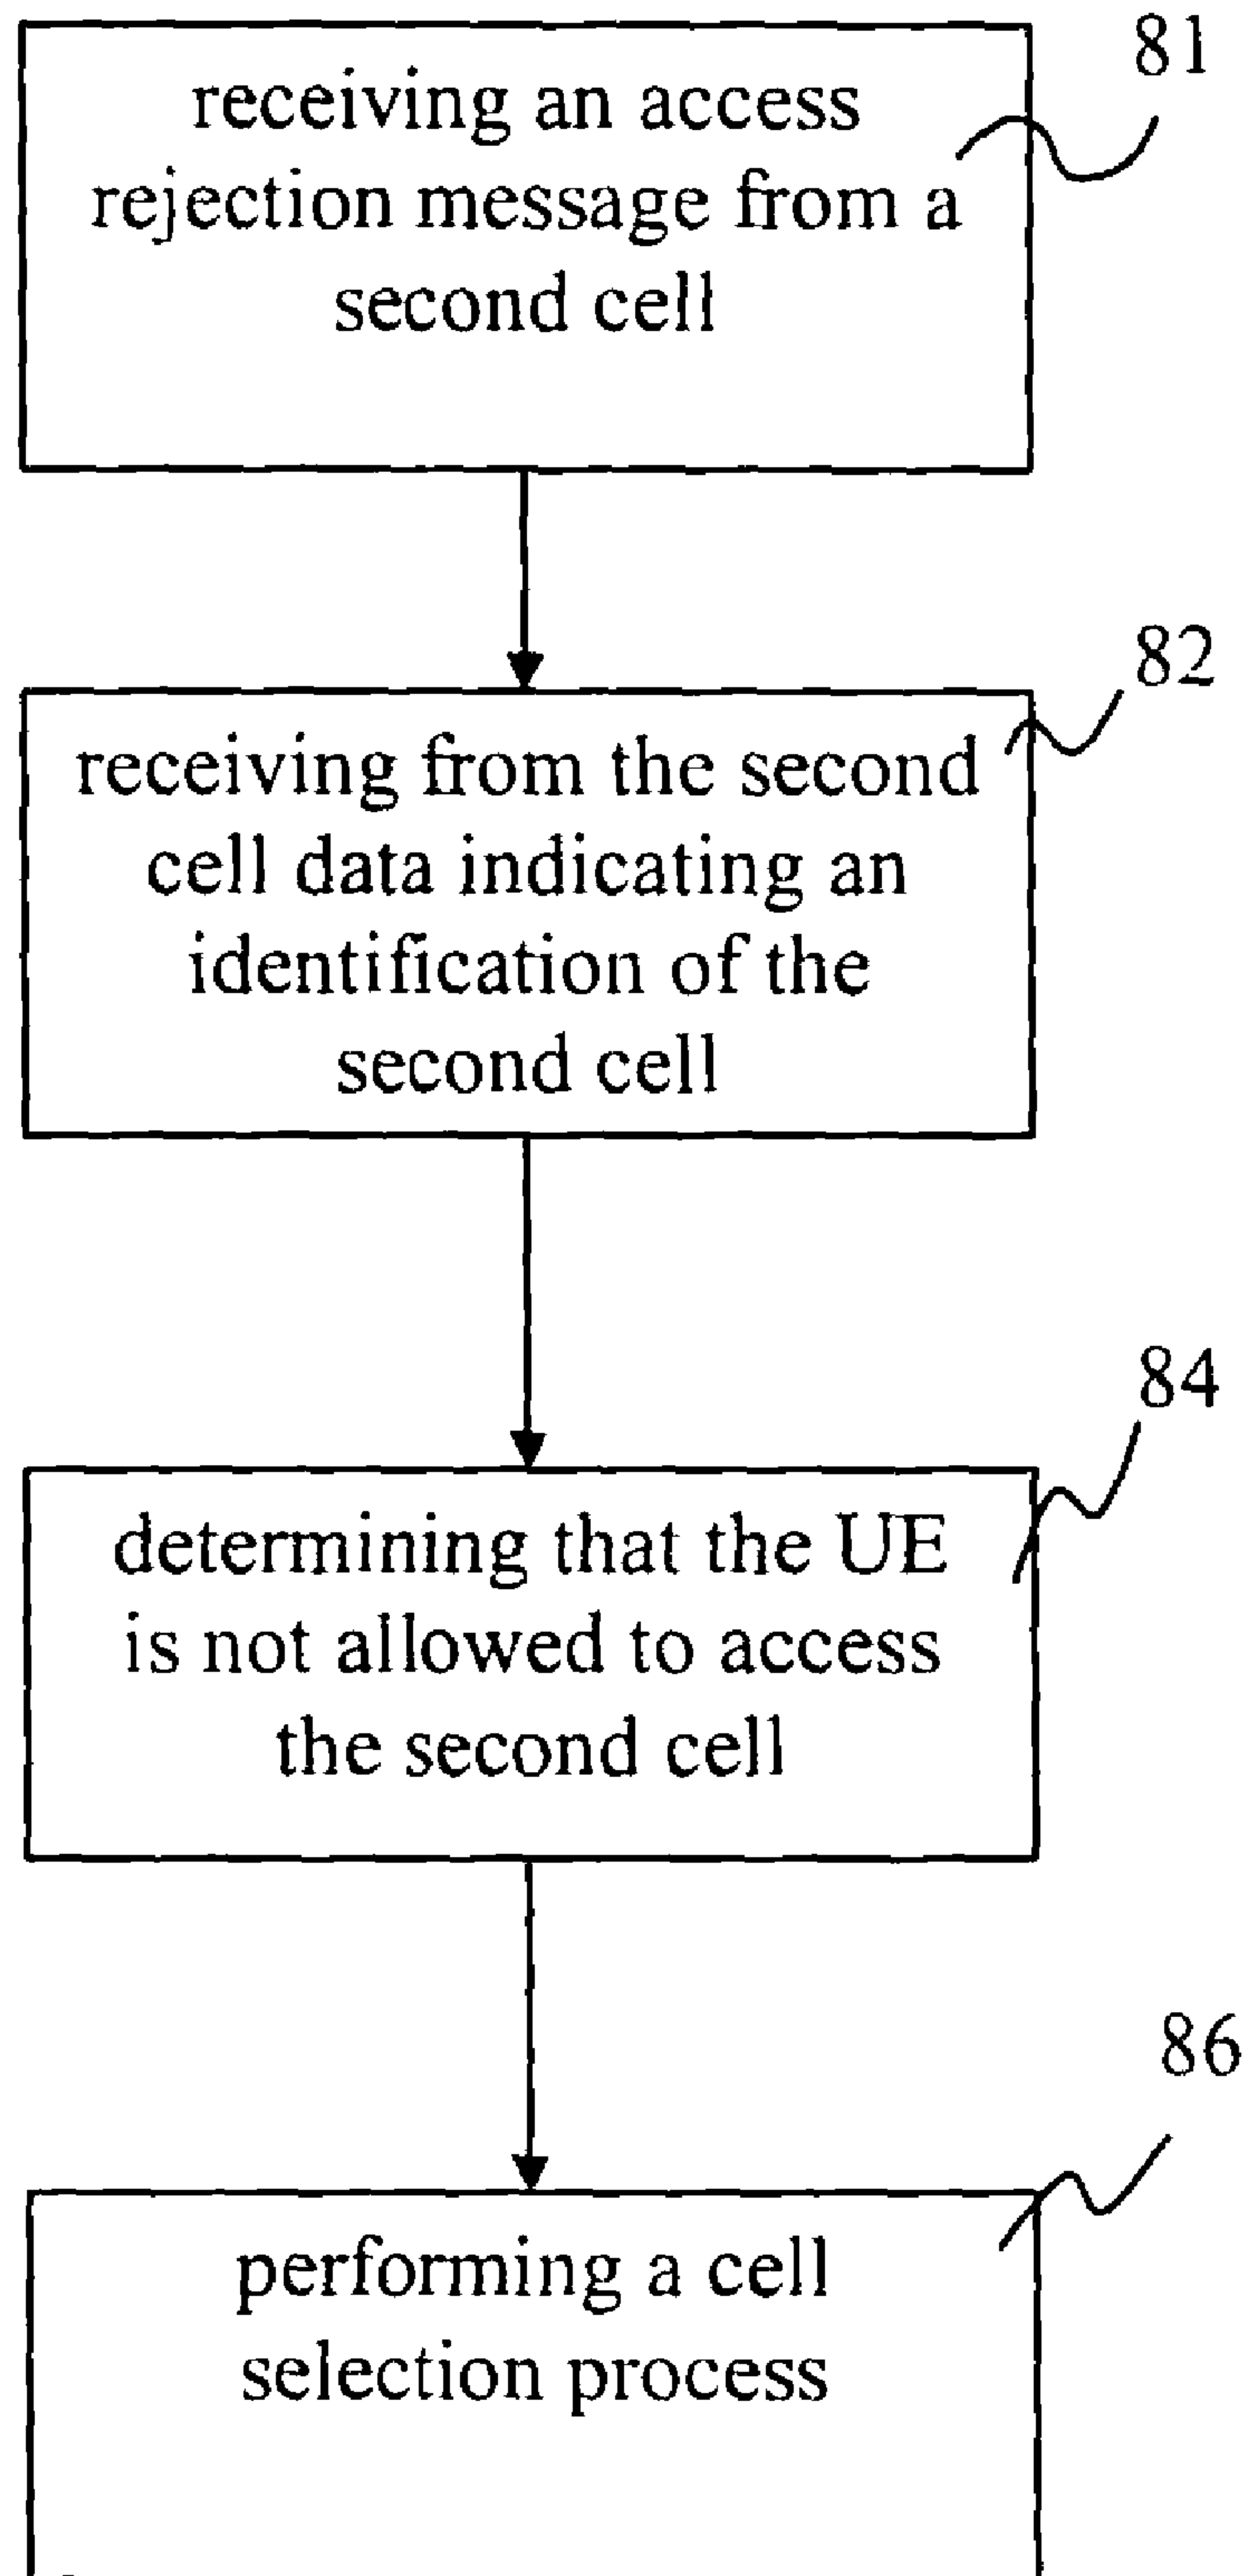 81
receiving an access
rejection message from a
second cell
82
receiving from the second
cell data indicating an
identification of the
second cell
84
determining that the UE
is not allowed to access
the second cell
86
performing a cell
selection process